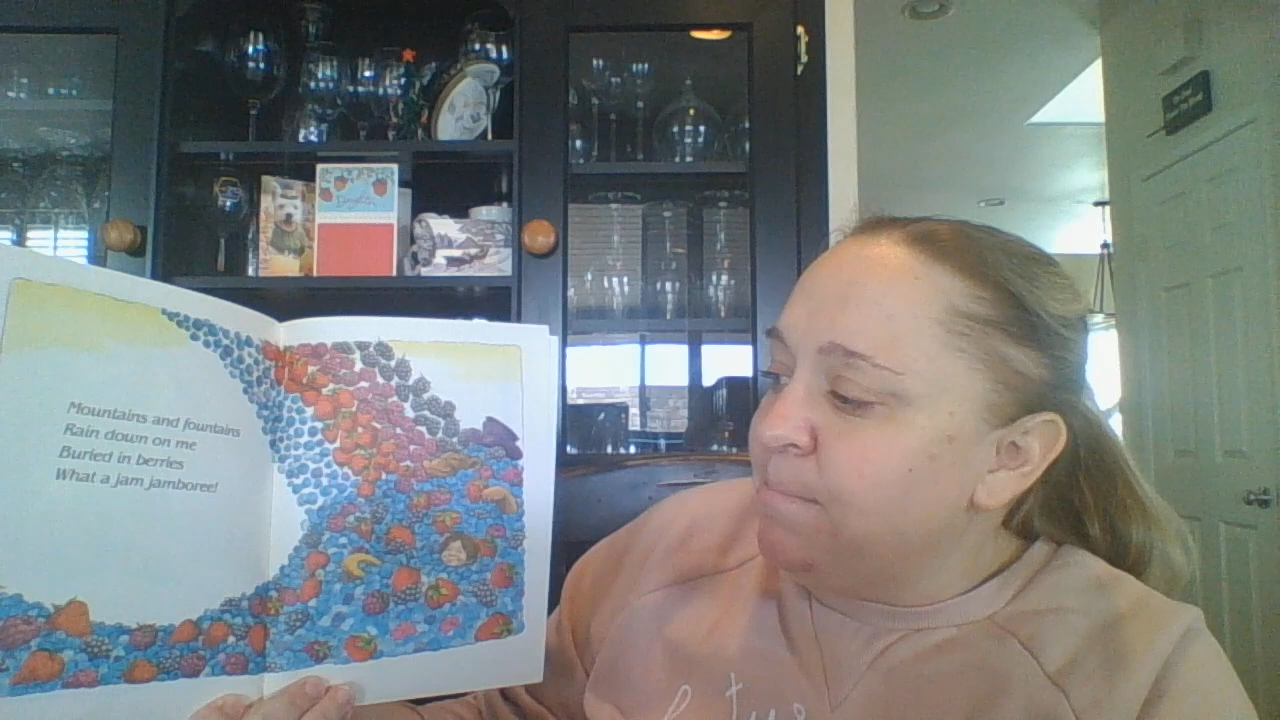 Mountains and fountains
Rain down on me
Buried in berries
What a jam jamboree!